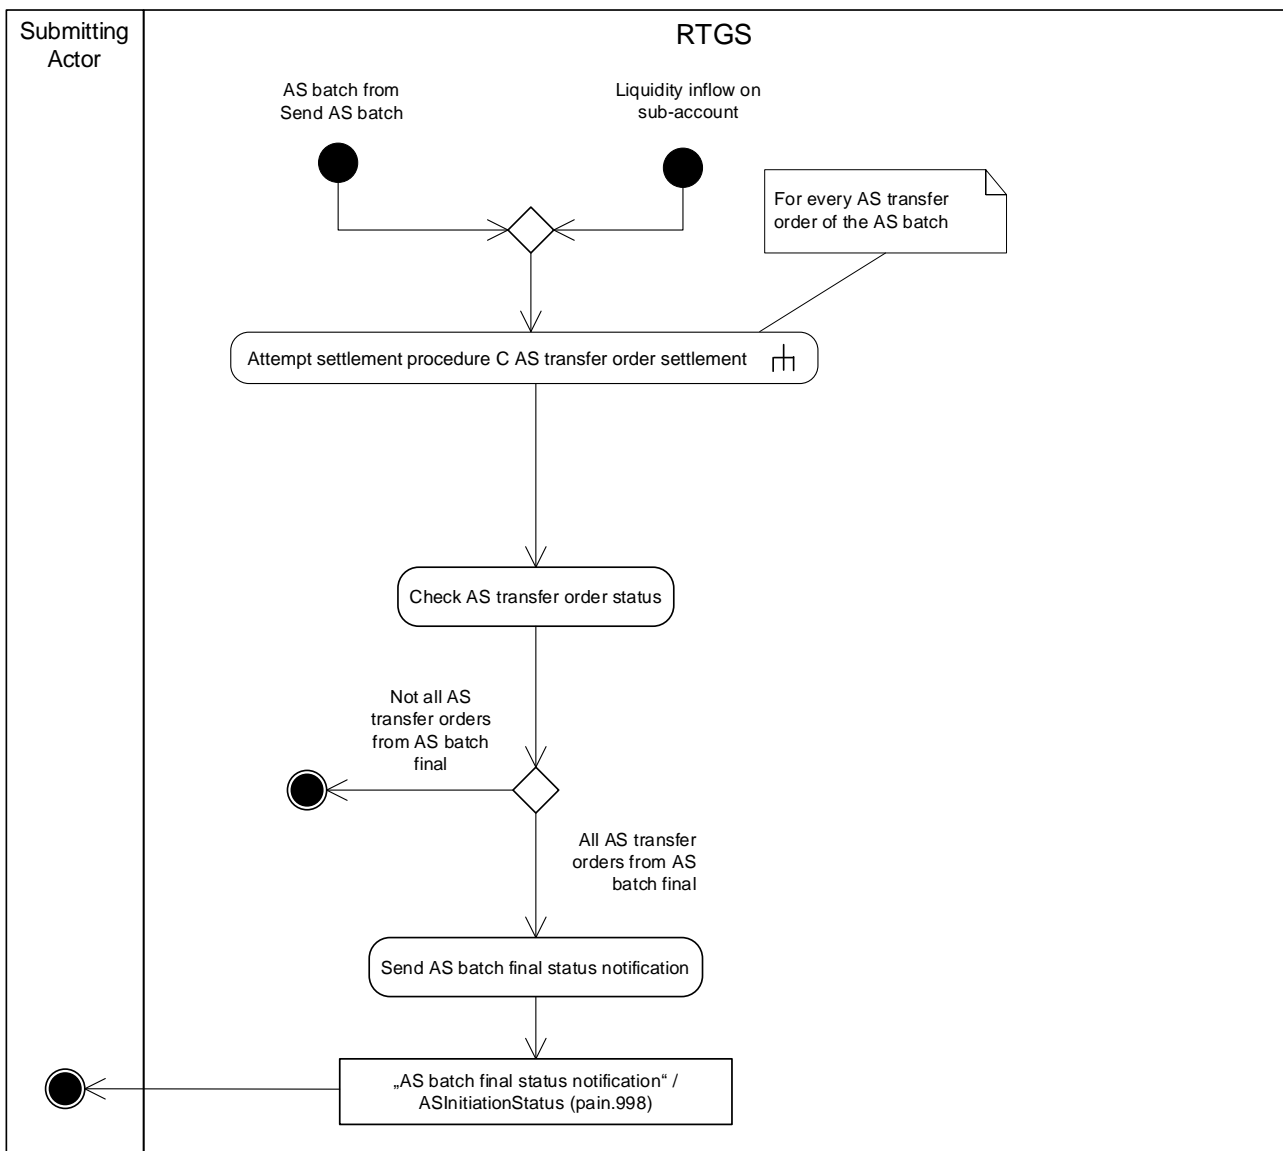 Submitting
Actor
RTGS
AS batch from
Send AS batch
Liquidity inflow on
sub-account
For every AS transfer
order of the AS batch
Attempt settlement procedure C AS transfer order settlement
Check AS transfer order status
Not all AS
transfer orders
from AS batch
final
All AS transfer
orders from AS
batch final
Send AS batch final status notification
„AS batch final status notification“ /
ASInitiationStatus (pain.998)